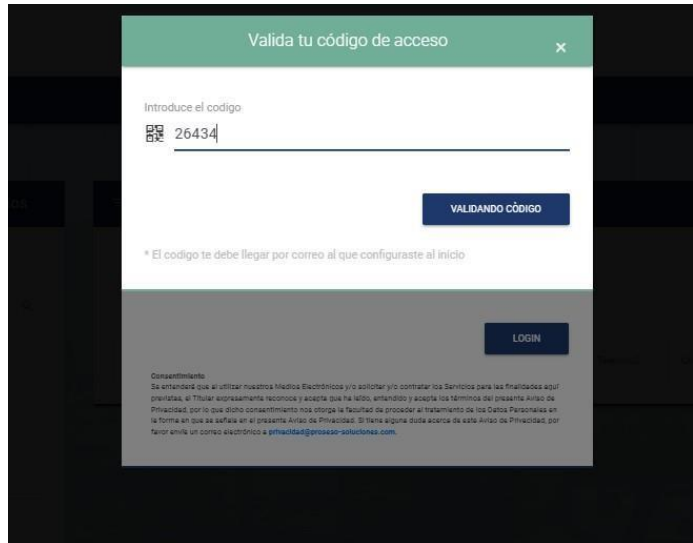 Valida tu código de acceso
×
Introduce el codigo
26434
VALIDANDO CÓDIGO
* El codigo te debe llegar por correo al que configuraste al inicio
LOGIN
Consentimiento
Se entenderá que al utilizar nuestros Medios Electrónicos y/o solicitar y/o contratar los Servicios para las finalidades aquí
previstas, el Titular expresamente reconoce y acepta que ha leído, entendido y acepta los términos del presente Aviso de
Privacidad, por lo que dicho consentimiento nos otorga la facultad de proceder al tratamiento de los Datos Personales en
la forma en que se señala en el presente Aviso de Privacidad. Si tiene alguna duda acerca de este Aviso de Privacidad, por
favor envíe un correo electrónico a privacidad@proseso-soluciones.com.